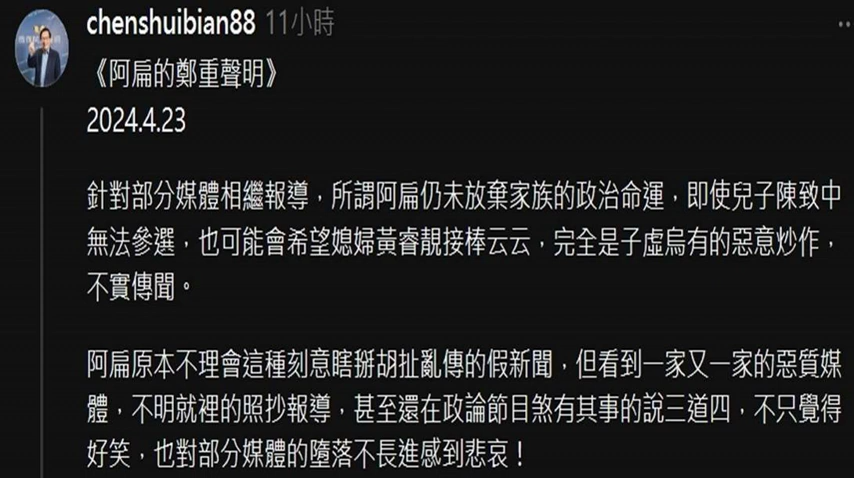 chenshuibian88 11小時
《阿扁的鄭重聲明》
2024.4.23
針對部分媒體相繼報導，所謂阿扁仍未放棄家族的政治命運，即使兒子陳致中
無法參選，也可能會希望媳婦黃睿靚接棒云云，完全是子虛烏有的惡意炒作，
不實傳聞。
阿扁原本不理會這種刻意瞎掰胡扯亂傳的假新聞，但看到一家又一家的惡質媒
體，不明就裡的照抄報導，甚至還在政論節目煞有其事的說三道四，不只覺得
好笑，也對部分媒體的墮落不長進感到悲哀！